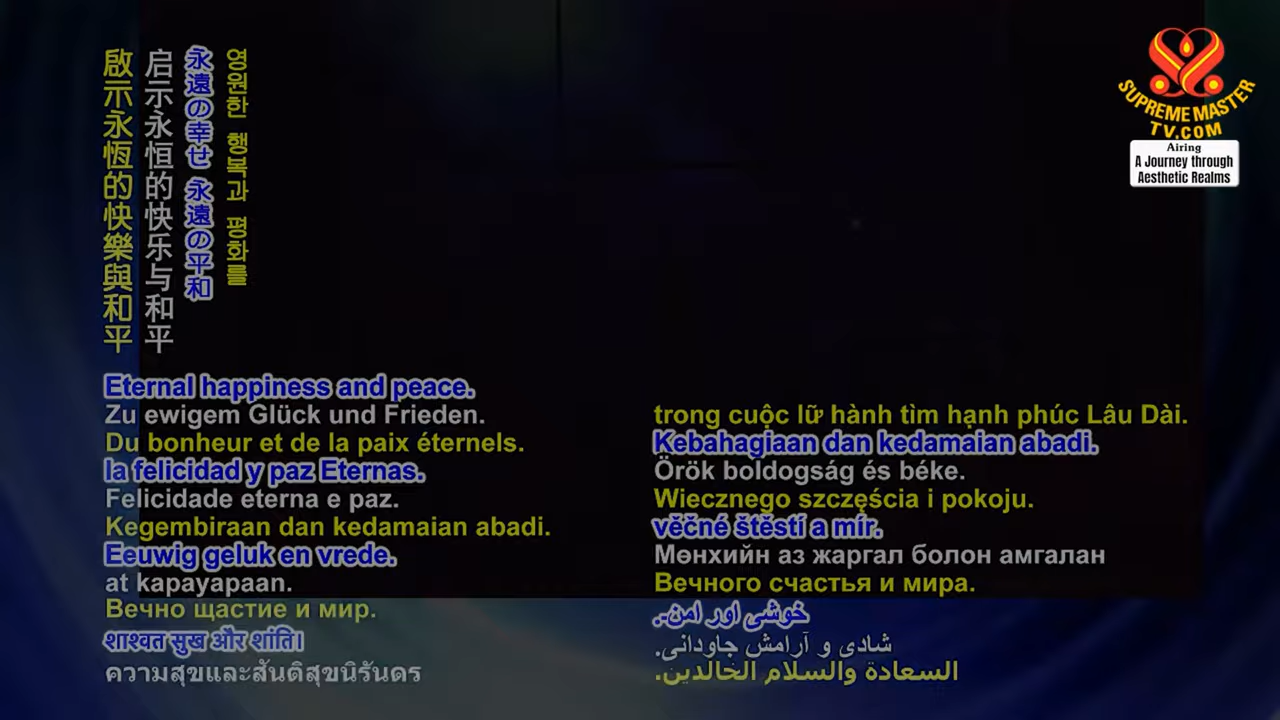 啟示永恆的快樂與和平
启示永恒的快乐与和平
永遠の幸せ 永遠の平和
영원한 행복과 평화를
Eternal happiness and peace.
Zu ewigem Glück und Frieden.
Du bonheur et de la paix éternels.
la felicidad y paz Eternas.
Felicidade eterna e paz.
Kegembiraan dan kedamaian abadi.
Eeuwig geluk en vrede.
at kapayapaan.
Вечно щастие и мир.
शाश्वत सुख और शांति।
ความสุขและสันติสุขนิรันดร
trong cuộc lữ hành tìm hạnh phúc Lâu Dài.
Kebahagiaan dan kedamaian abadi.
Örök boldogság és béke.
Wiecznego szczęścia i pokoju.
věčné štěstí a mír.
Мөнхийн аз жаргал болон амгалан
Вечного счастья и мира.
خوشی اور امن۔.
شادی و آرامش جاودانی.
السعادة والسلام الخالدين.
SUPREME MASTER
TV.COM
Airing
A Journey through
Aesthetic Realms